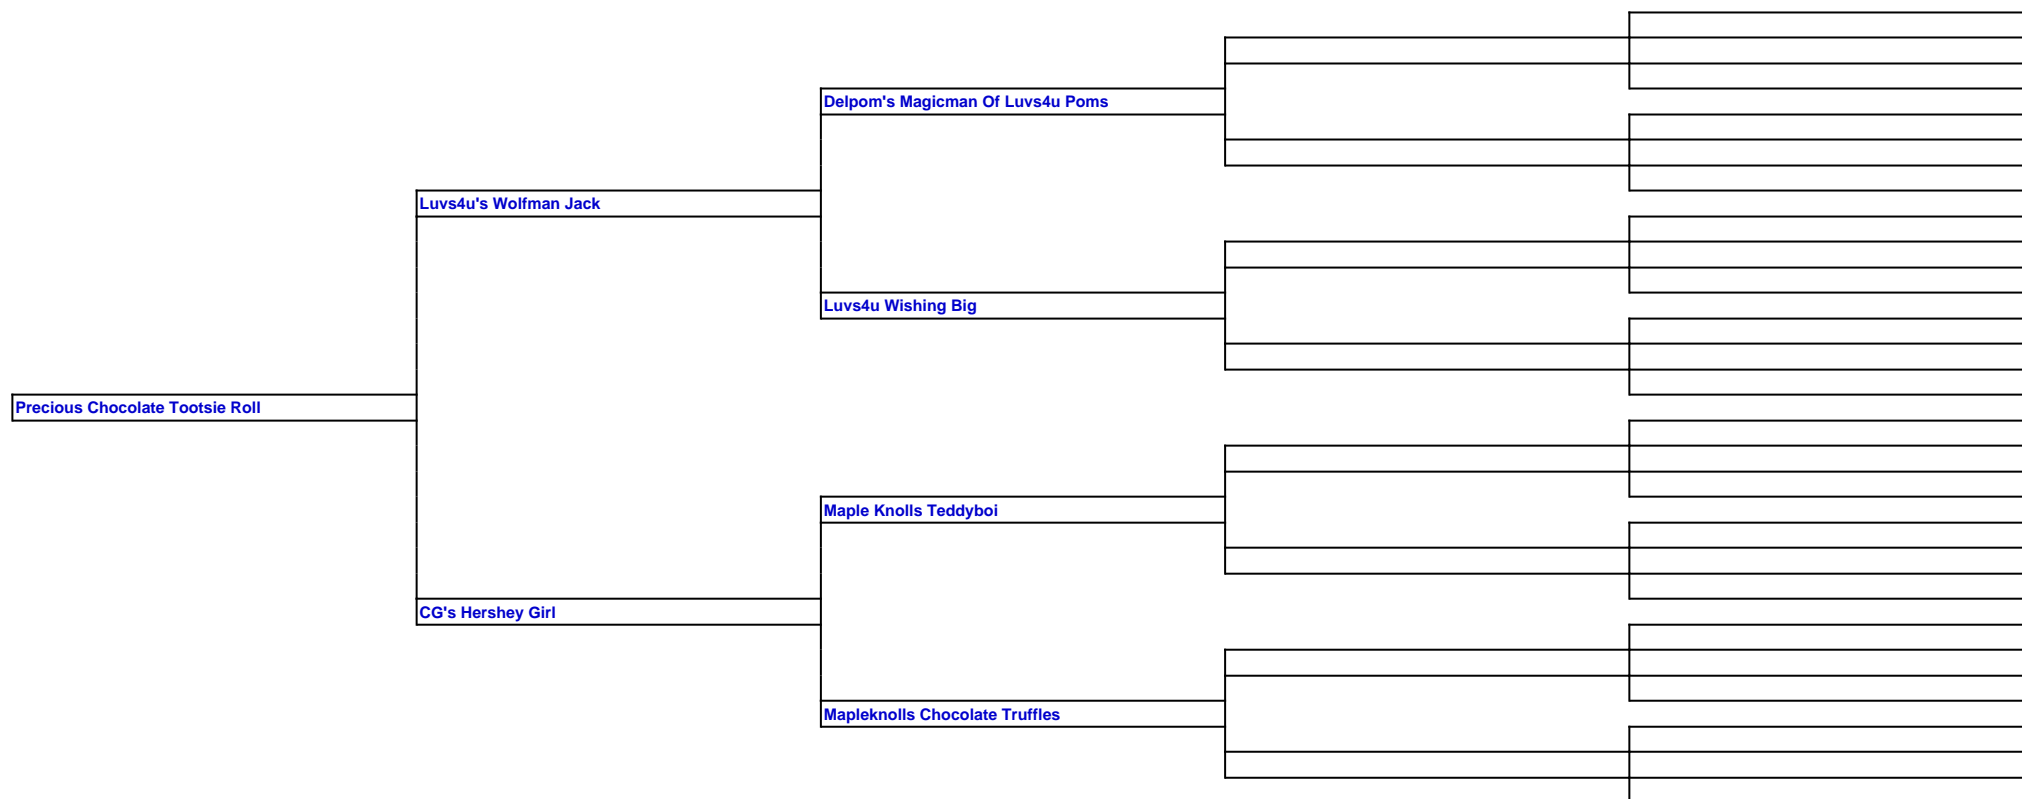 Delpom's Magicman Of Luvs4u Poms
Luvs4u's Wolfman Jack
Luvs4u Wishing Big
Precious Chocolate Tootsie Roll
Maple Knolls Teddyboi
CG's Hershey Girl
Mapleknolls Chocolate Truffles